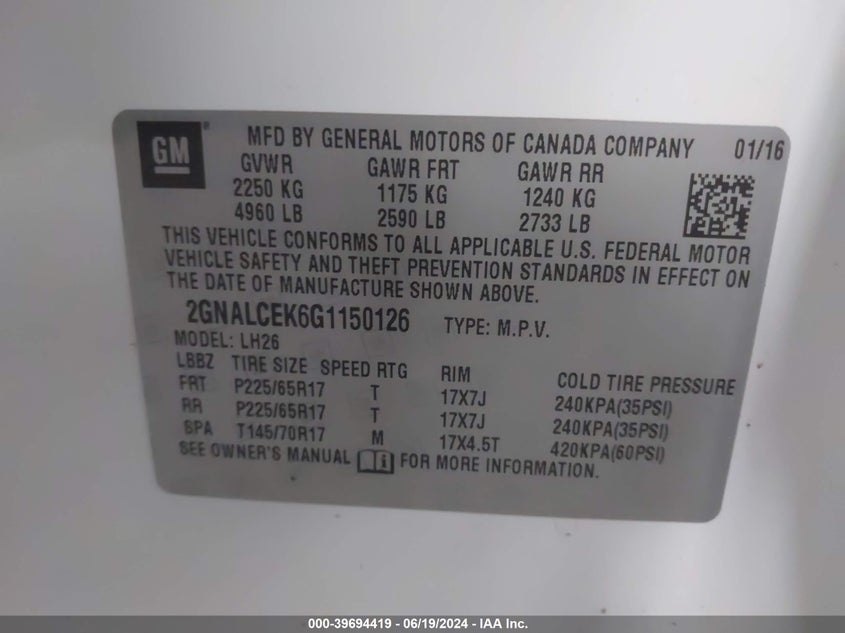 GM ® MFD BY GENERAL MOTORS OF CANADA COMPANY 01/16
GVWR GAWR FRT GAWR RR
2250 KG 1175 KG 1240 KG
4960 LB 2590 LB 2733 LB
THIS VEHICLE CONFORMS TO ALL APPLICABLE U.S. FEDERAL MOTOR
VEHICLE SAFETY AND THEFT PREVENTION STANDARDS IN EFFECT ON
THE DATE OF MANUFACTURE SHOWN ABOVE.
2GNALCEK6G1150126 TYPE: M.P.V.
MODEL: LH26
LBBZ TIRE SIZE SPEED RTG RIM COLD TIRE PRESSURE
FRT P225/65R17 T 17X7J 240KPA(35PSI)
RR P225/65R17 T 17X7J 240KPA(35PSI)
SPA T145/70R17 M 17X4.5T 420KPA(60PSI)
SEE OWNER'S MANUAL FOR MORE INFORMATION.
000-39694419 - 06/19/2024 - IAA Inc.